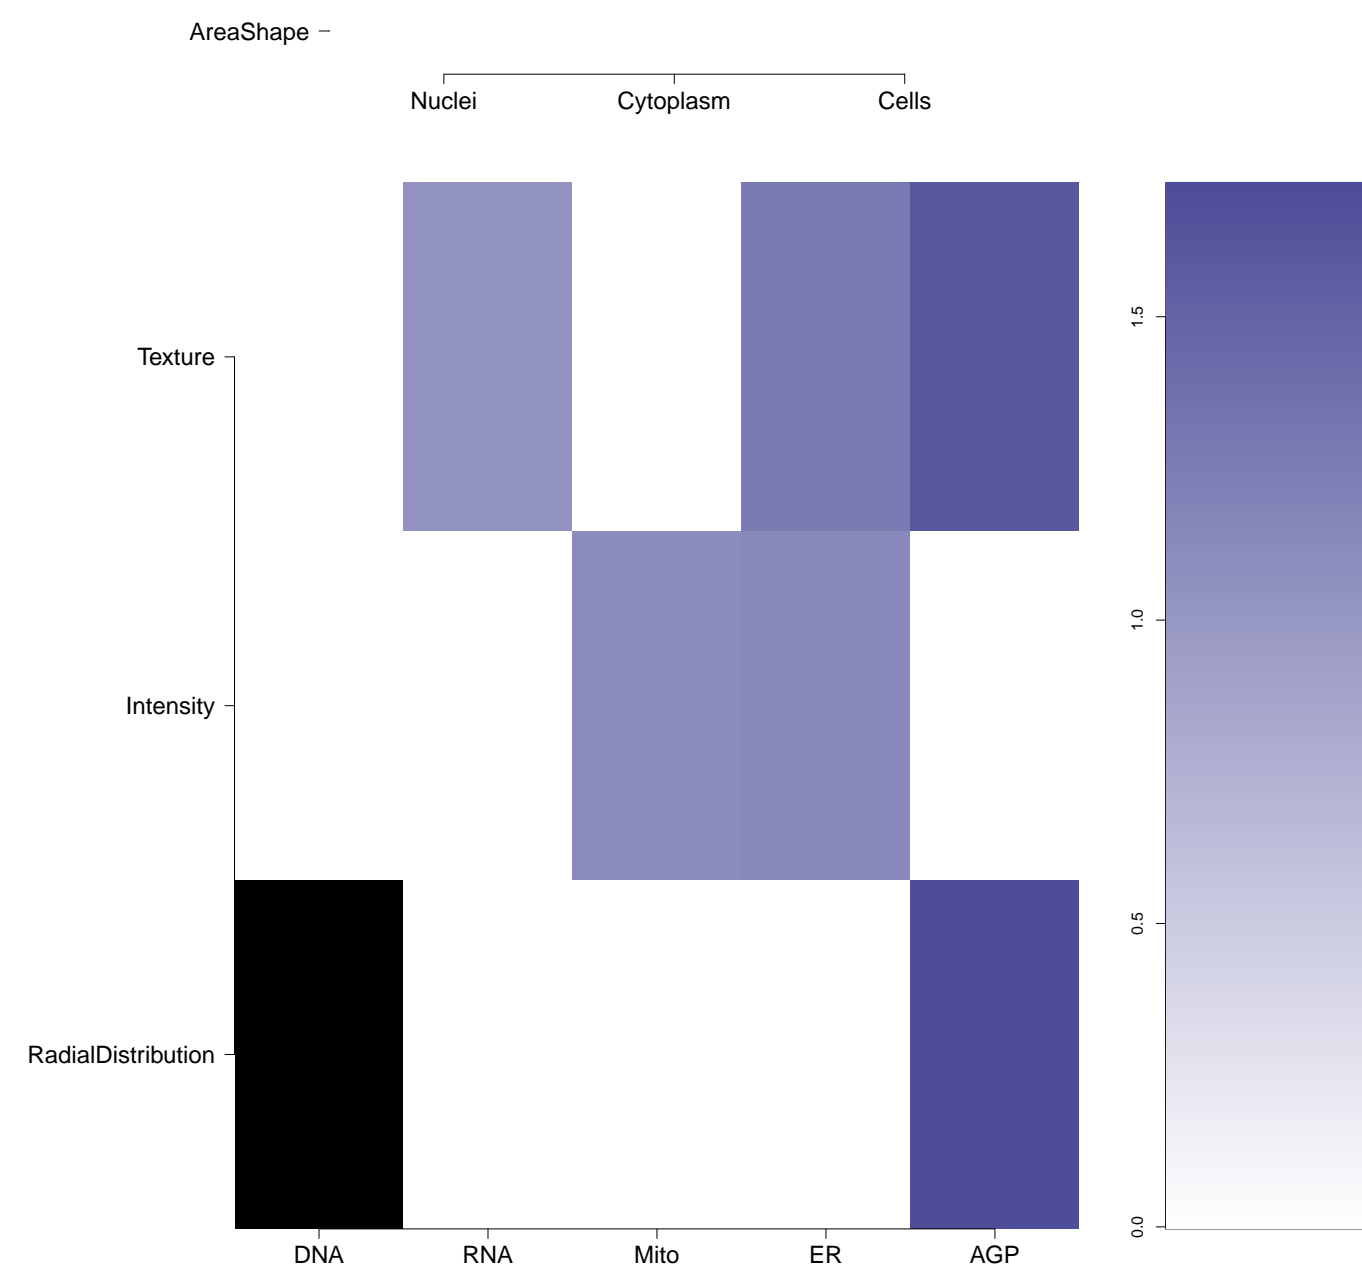 AreaShape
Nuclei Cytoplasm Cells
Texture
Intensity
RadialDistribution
DNA RNA Mito ER AGP
1.5
1.0
0.5
0.0